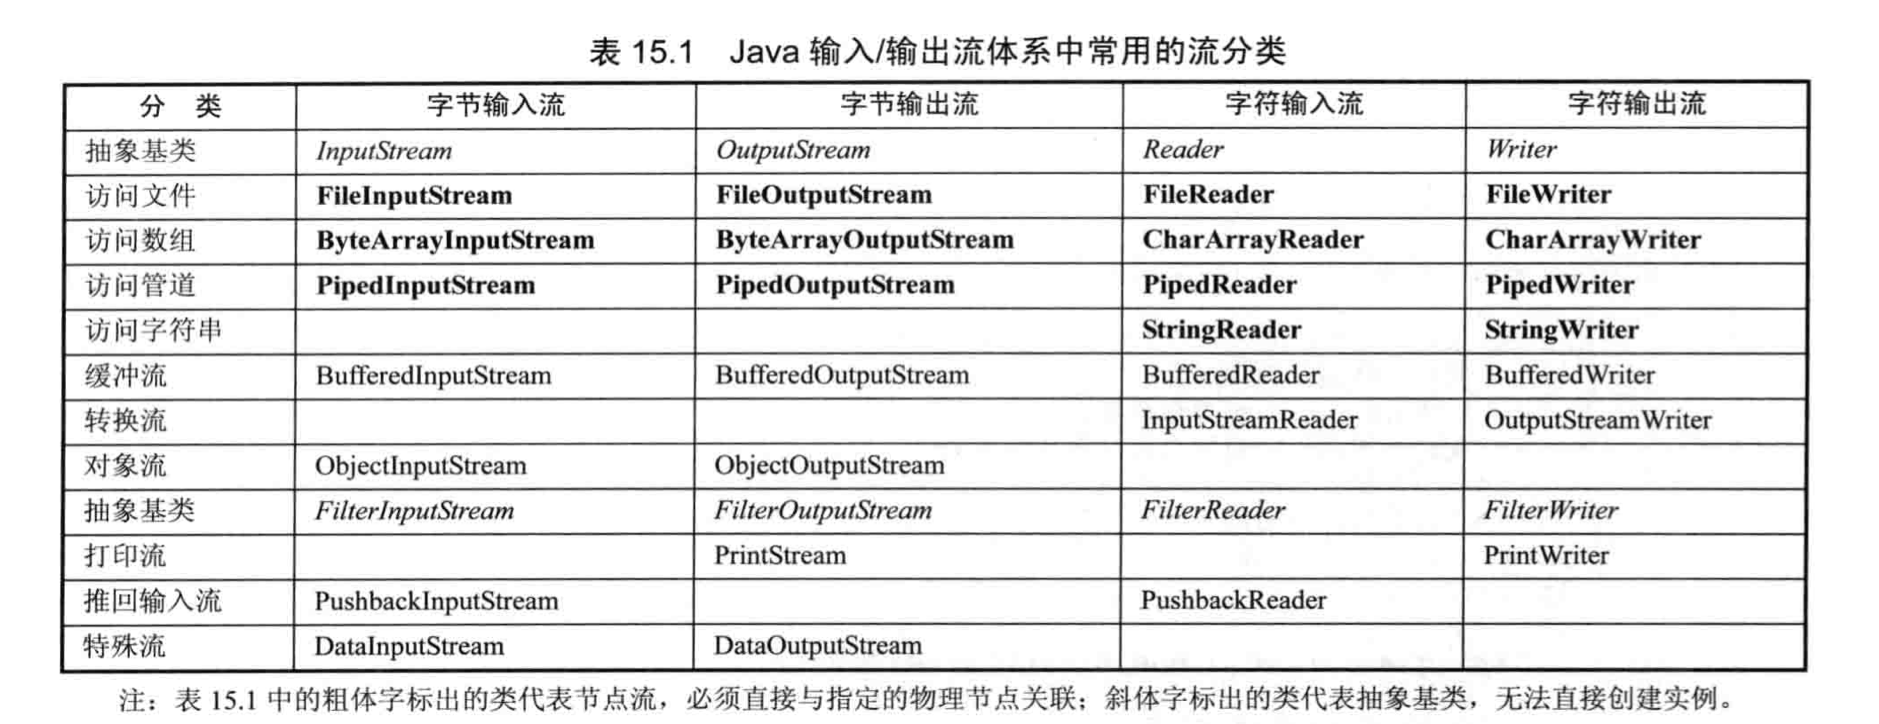 表 15.1 Java 输入/输出流体系中常用的流分类
分 类 字节输入流 字节输出流 字符输入流 字符输出流
抽象基类 InputStream OutputStream Reader Writer
访问文件 FileInputStream FileOutputStream FileReader FileWriter
访问数组 ByteArrayInputStream ByteArrayOutputStream CharArrayReader CharArrayWriter
访问管道 PipedInputStream PipedOutputStream PipedReader PipedWriter
访问字符串 StringReader StringWriter
缓冲流 BufferedInputStream BufferedOutputStream BufferedReader BufferedWriter
转换流 InputStreamReader OutputStreamWriter
对象流 ObjectInputStream ObjectOutputStream
抽象基类 FilterInputStream FilterOutputStream FilterReader FilterWriter
打印流 PrintStream PrintWriter
推回输入流 PushbackInputStream PushbackReader
特殊流 DataInputStream DataOutputStream
注：表 15.1 中的粗体字标出的类代表节点流，必须直接与指定的物理节点关联；斜体字标出的类代表抽象基类，无法直接创建实例。